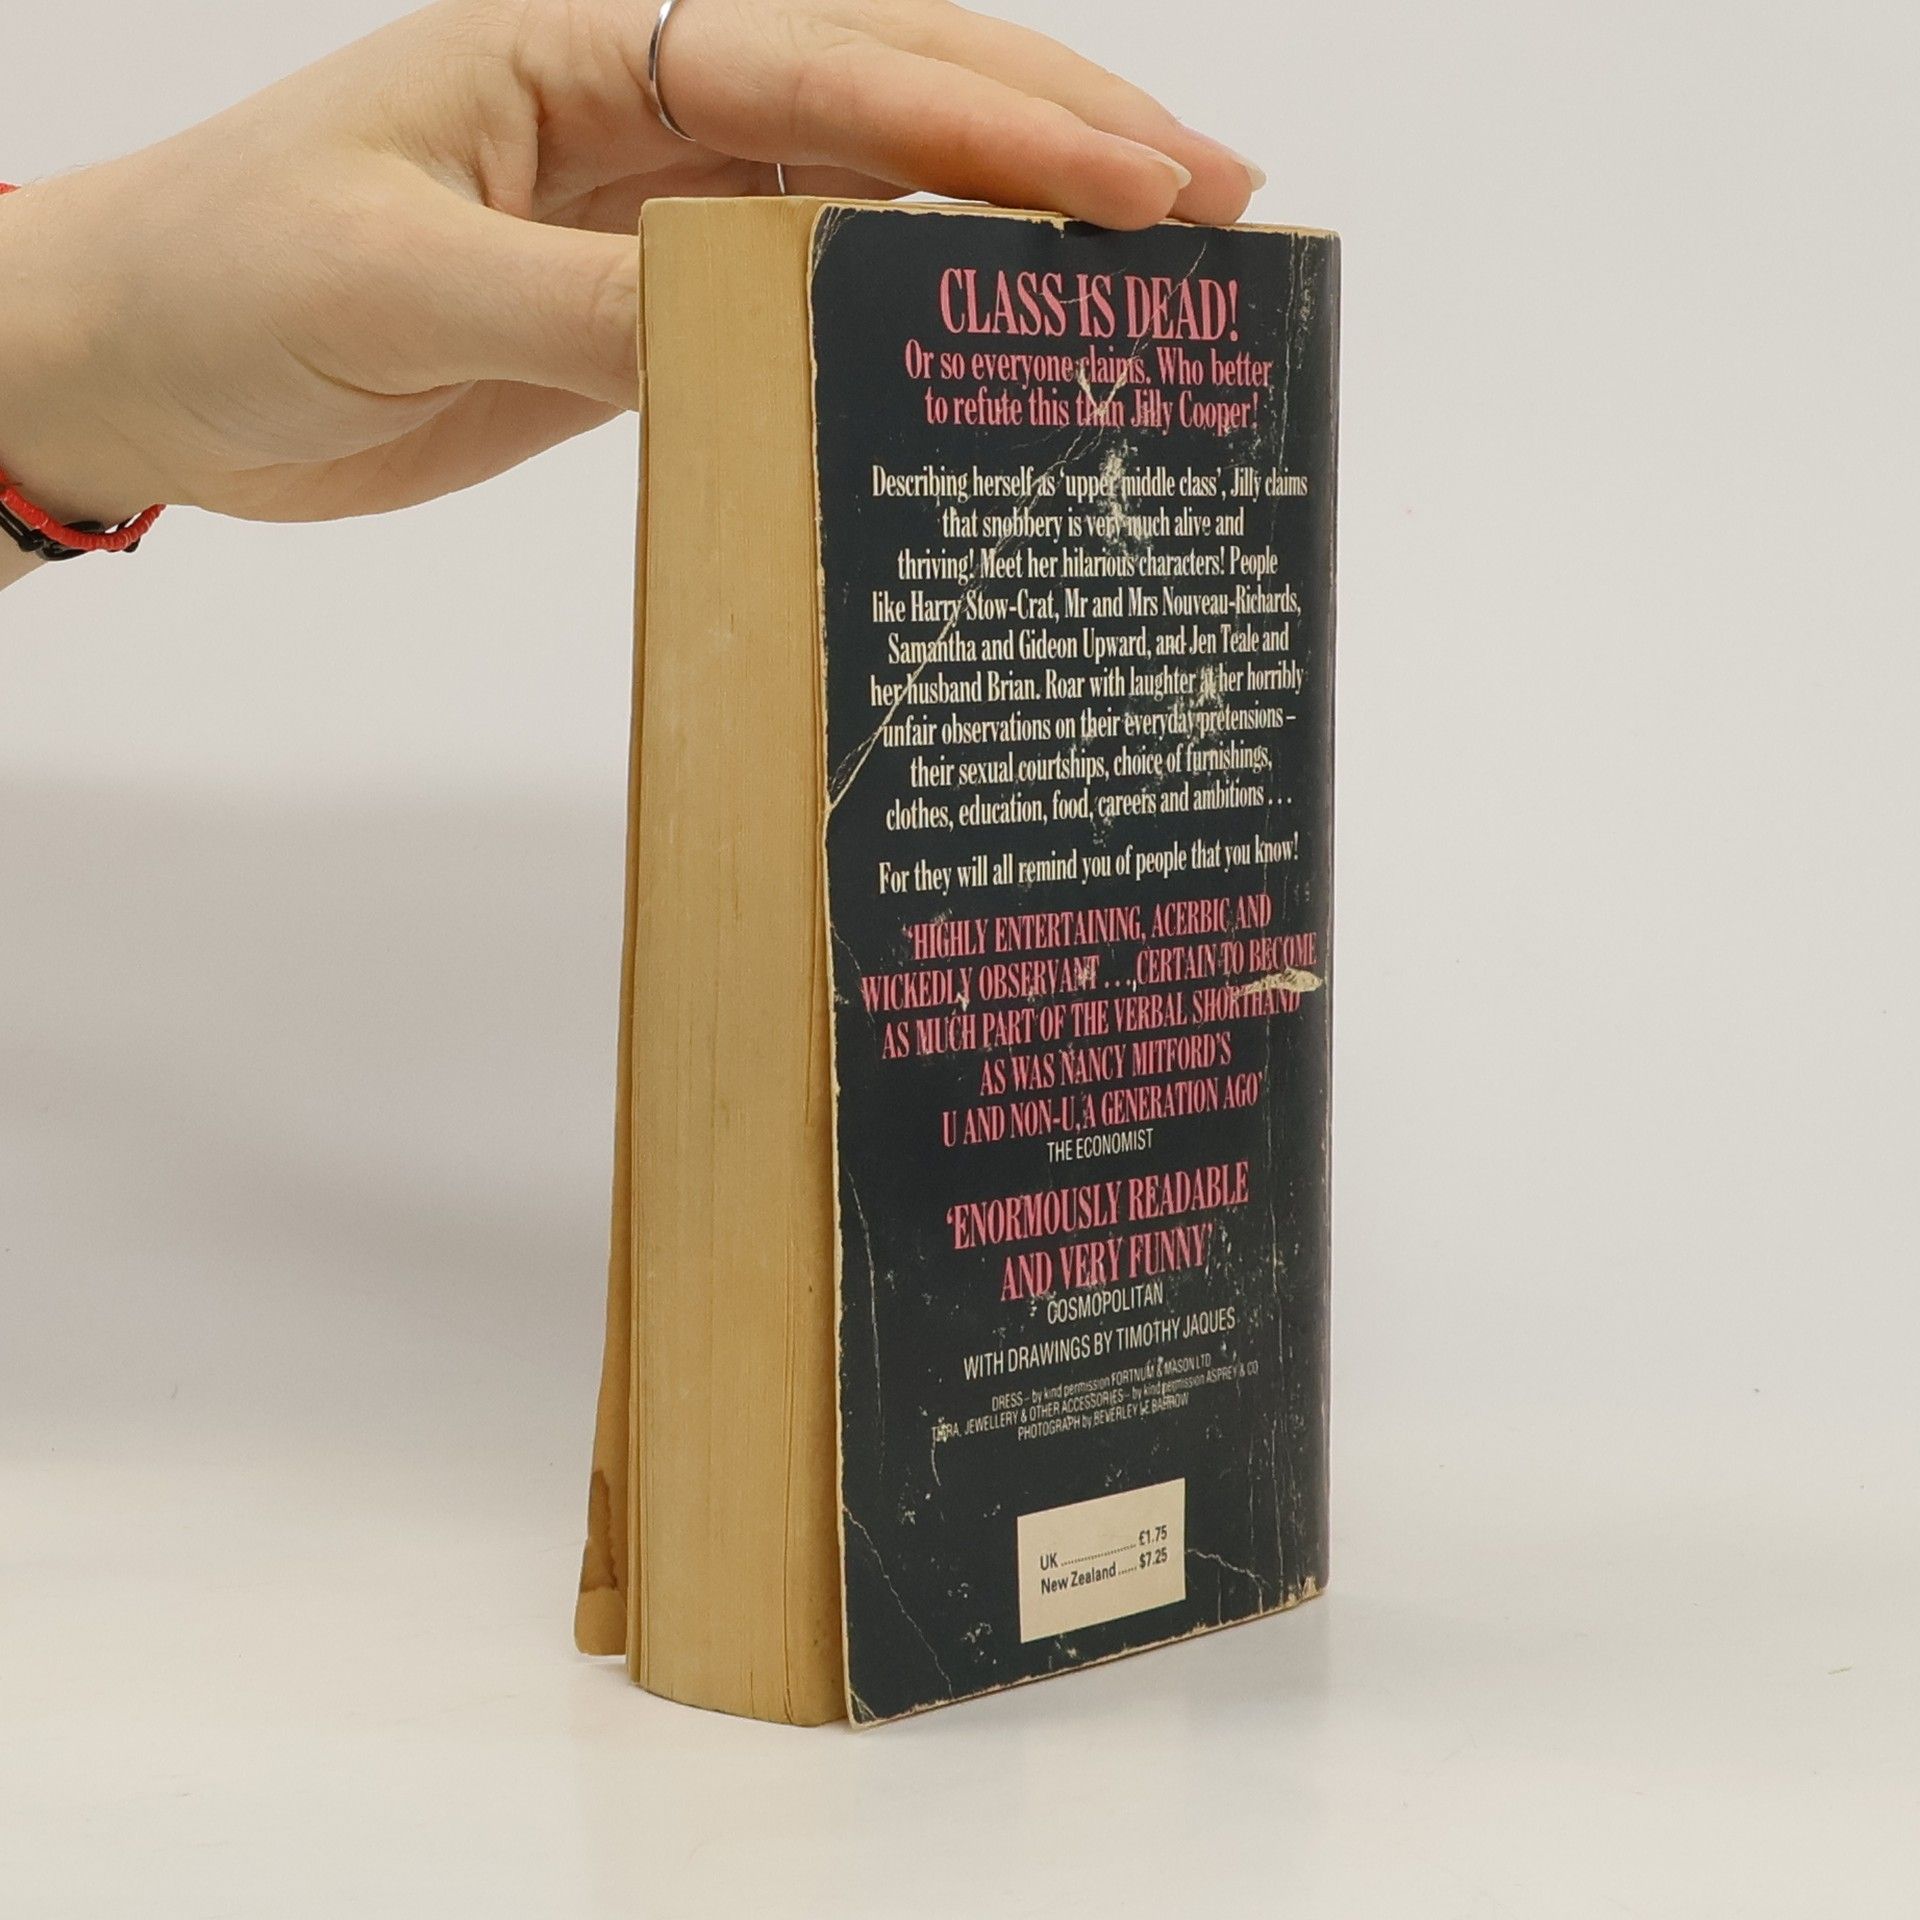 CLASS IS DEAD!
Or so everyone claims. Who better
to refute this than Jilly Cooper!
Describing herself as 'upper middle class', Jilly claims
that snobbery is very much alive and
thriving! Meet her hilarious characters! People
like Harry Stow-Crat, Mr and Mrs Nouveau-Richards,
Samantha and Gideon Upward, and Jen Teale and
her husband Brian. Roar with laughter at her horribly
unfair observations on their everyday pretensions –
their sexual courtships, choice of furnishings,
clothes, education, food, careers and ambitions . . .
For they will all remind you of people that you know!
'HIGHLY ENTERTAINING, ACERBIC AND
WICKEDLY OBSERVANT . . . CERTAIN TO BECOME
AS MUCH PART OF THE VERBAL SHORTHAND
AS WAS NANCY MITFORD'S
U AND NON-U, A GENERATION AGO'
THE ECONOMIST
'ENORMOUSLY READABLE
AND VERY FUNNY'
COSMOPOLITAN
WITH DRAWINGS BY TIMOTHY JAQUES
DRESS – by kind permission FORTNUM & MASON LTD
TIARA, JEWELLERY & OTHER ACCESSORIES – by kind permission ASPREY & CO
PHOTOGRAPH by BEVERLEY LE BARROW
UK .................... £1.75
New Zealand ...... $7.25